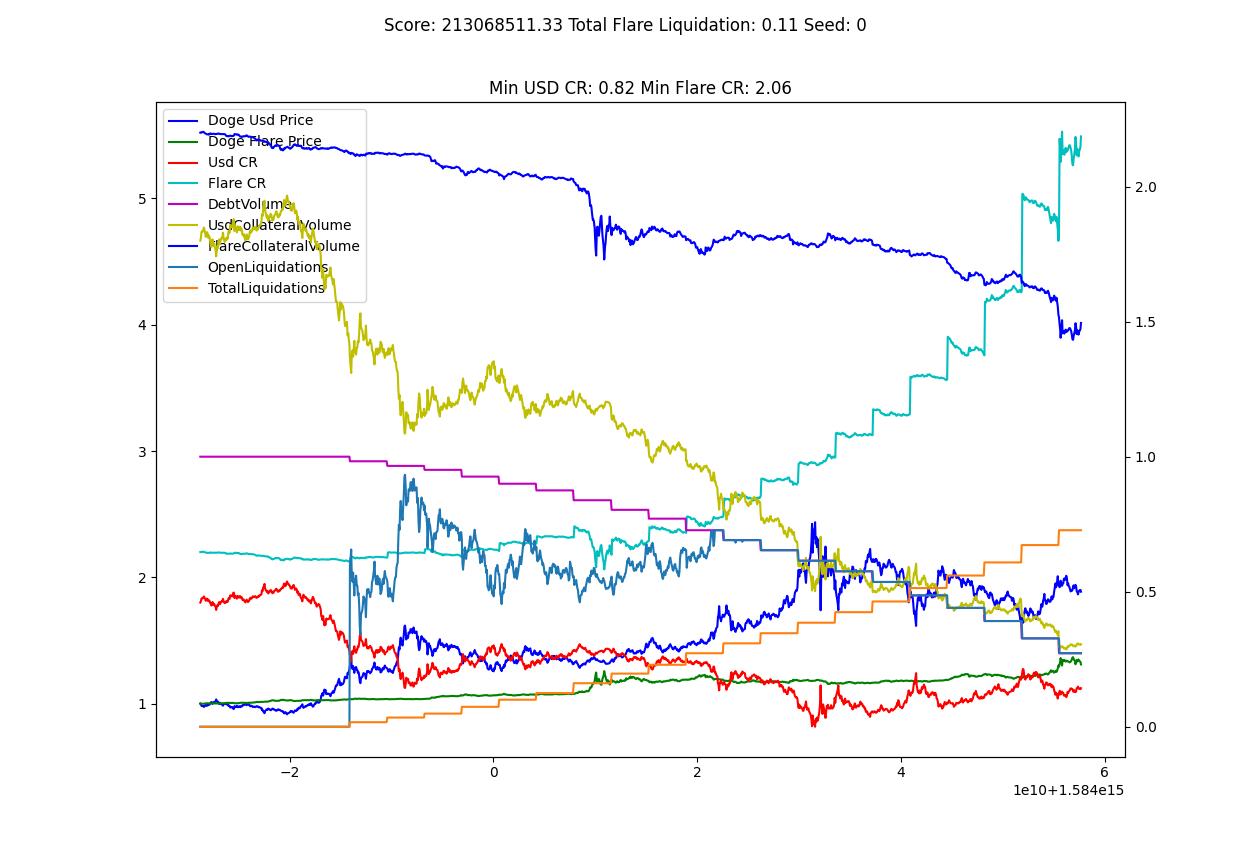 Score: 213068511.33 Total Flare Liquidation: 0.11 Seed: 0
Min USD CR: 0.82 Min Flare CR: 2.06
Doge Usd Price
Doge Flare Price
Usd CR
Flare CR
DebtVolume
UsdCollateralVolume
FlareCollateralVolume
OpenLiquidations
TotalLiquidations
5
4
3
2
1
2.0
1.5
1.0
0.5
0.0
−2
0
2
4
6
1e10+1.584e15